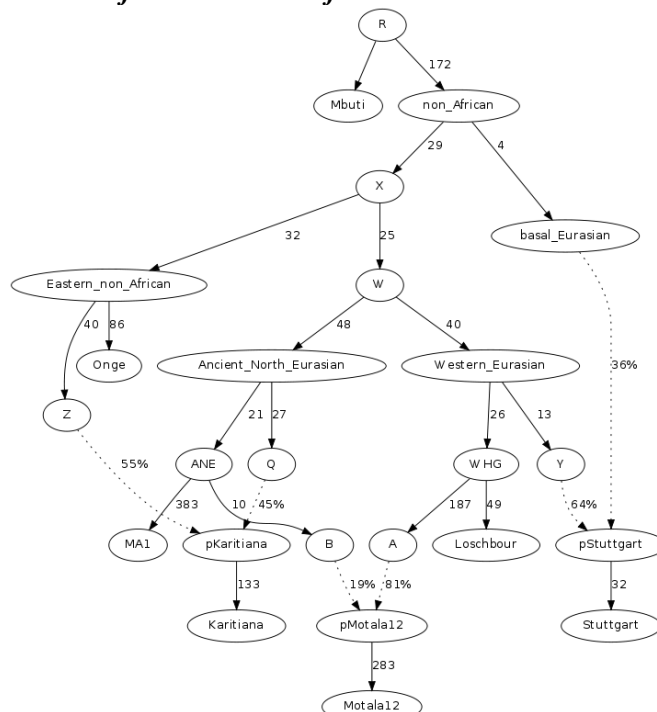 R
172
Mbuti
non_African
29
4
X
basal_Eurasian
32
25
Eastern_non_African
W
40
86
48
40
36%
Onge
Ancient_North_Eurasian
Western_Eurasian
Z
21
27
26
13
55%
ANE
Q
WHG
Y
383
10
45%
187
49
64%
MA1
pKaritiana
B
A
Loschbour
pStuttgart
133
19%
81%
32
Karitiana
pMotala12
Stuttgart
283
Motala12